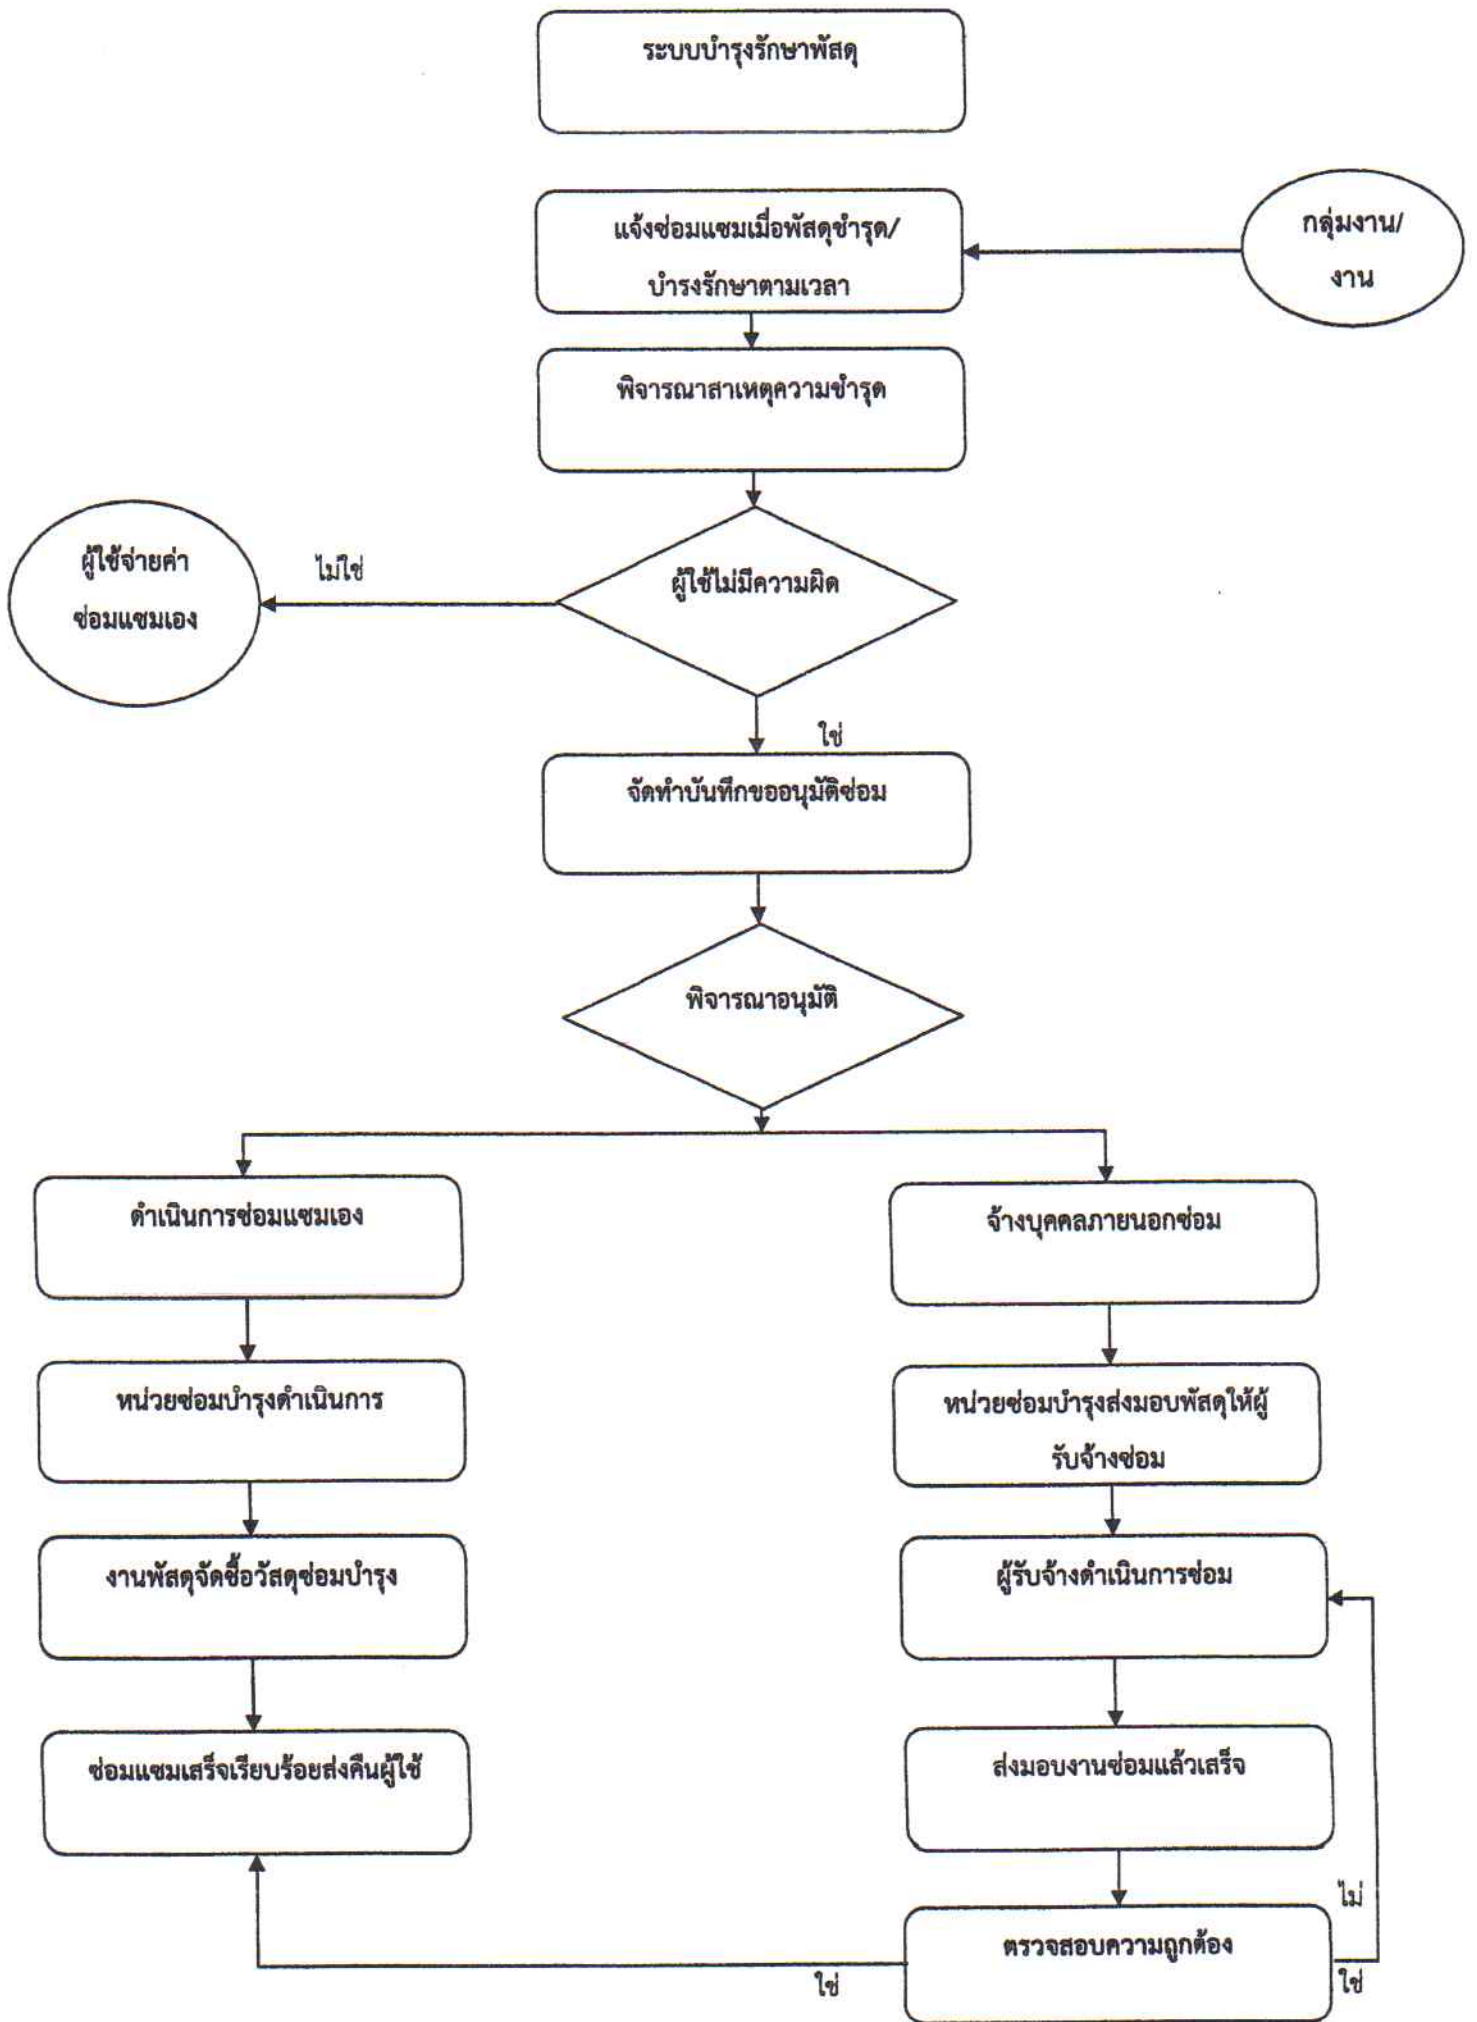 ระบบบำรุงรักษาพัสดุ
แจ้งซ่อมแซมเมื่อพัสดุชำรุด/
บำรงรักษาตามเวลา
กลุ่มงาน/
งาน
พิจารณาสาเหตุความชำรุด
ผู้ใช้ไม่มีความผิด
ไม่ใช่
ผู้ใช้จ่ายค่า
ซ่อมแซมเอง
ใช่
จัดทำบันทึกขออนุมัติซ่อม
พิจารณาอนุมัติ
ดำเนินการซ่อมแซมเอง
จ้างบุคคลภายนอกซ่อม
หน่วยซ่อมบำรุงดำเนินการ
หน่วยซ่อมบำรุงส่งมอบพัสดุให้ผู้
รับจ้างซ่อม
งานพัสดุจัดซื้อวัสดุซ่อมบำรุง
ผู้รับจ้างดำเนินการซ่อม
ซ่อมแซมเสร็จเรียบร้อยส่งคืนผู้ใช้
ส่งมอบงานซ่อมแล้วเสร็จ
ไม่
ตรวจสอบความถูกต้อง
ใช่
ใช่